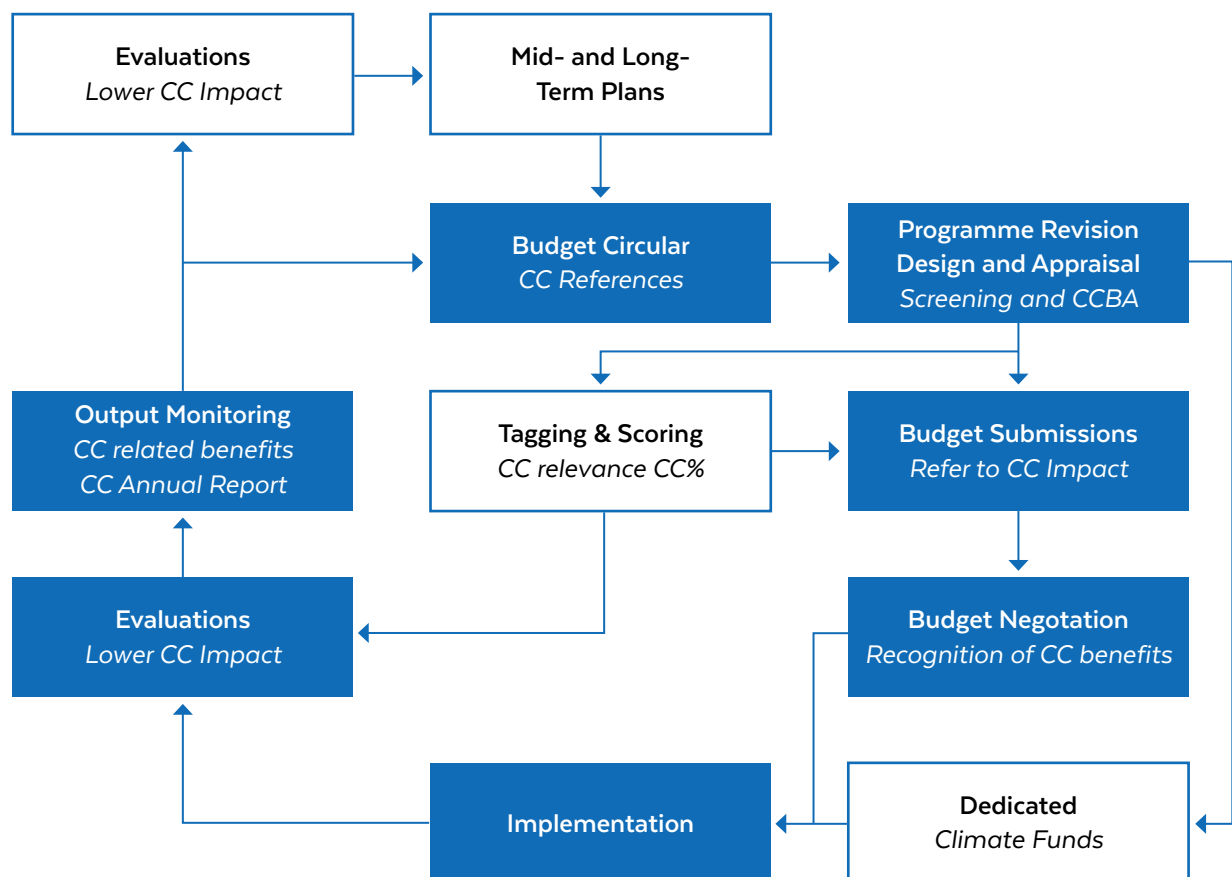 Evaluations
Lower CC Impact
Mid- and Long-
Term Plans
Budget Circular
CC References
Programme Revision
Design and Appraisal
Screening and CCBA
Output Monitoring
CC related benefits
CC Annual Report
Tagging & Scoring
CC relevance CC%
Budget Submissions
Refer to CC Impact
Evaluations
Lower CC Impact
Budget Negotation
Recognition of CC benefits
Implementation
Dedicated
Climate Funds